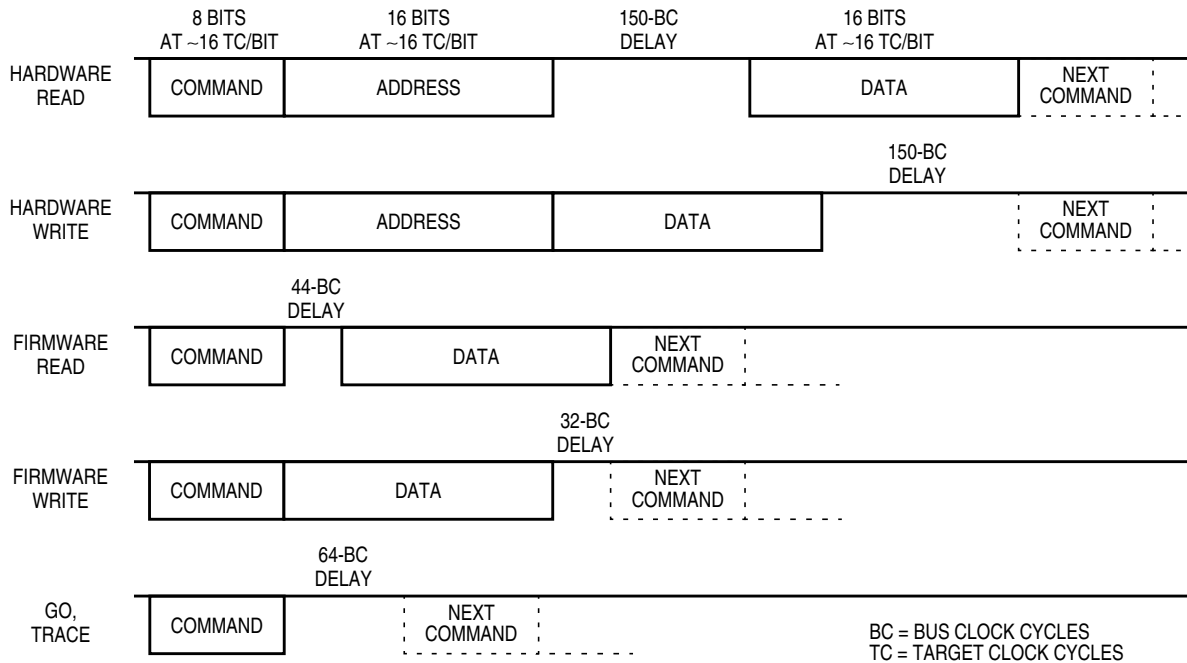 8 BITS
AT ~16 TC/BIT
16 BITS
AT ~16 TC/BIT
150-BC
DELAY
16 BITS
AT ~16 TC/BIT
HARDWARE
READ
COMMAND
ADDRESS
DATA
NEXT
COMMAND
150-BC
DELAY
HARDWARE
WRITE
COMMAND
ADDRESS
DATA
NEXT
COMMAND
44-BC
DELAY
FIRMWARE
READ
COMMAND
DATA
NEXT
COMMAND
32-BC
DELAY
FIRMWARE
WRITE
COMMAND
DATA
NEXT
COMMAND
64-BC
DELAY
GO,
TRACE
COMMAND
NEXT
COMMAND
BC = BUS CLOCK CYCLES
TC = TARGET CLOCK CYCLES